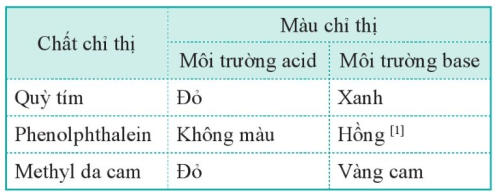 Chất chỉ thị
Màu chỉ thị
Môi trường acid
Môi trường base
Quỳ tím
Đỏ
Xanh
Phenolphthalein
Không màu
Hồng [1]
Methyl da cam
Đỏ
Vàng cam